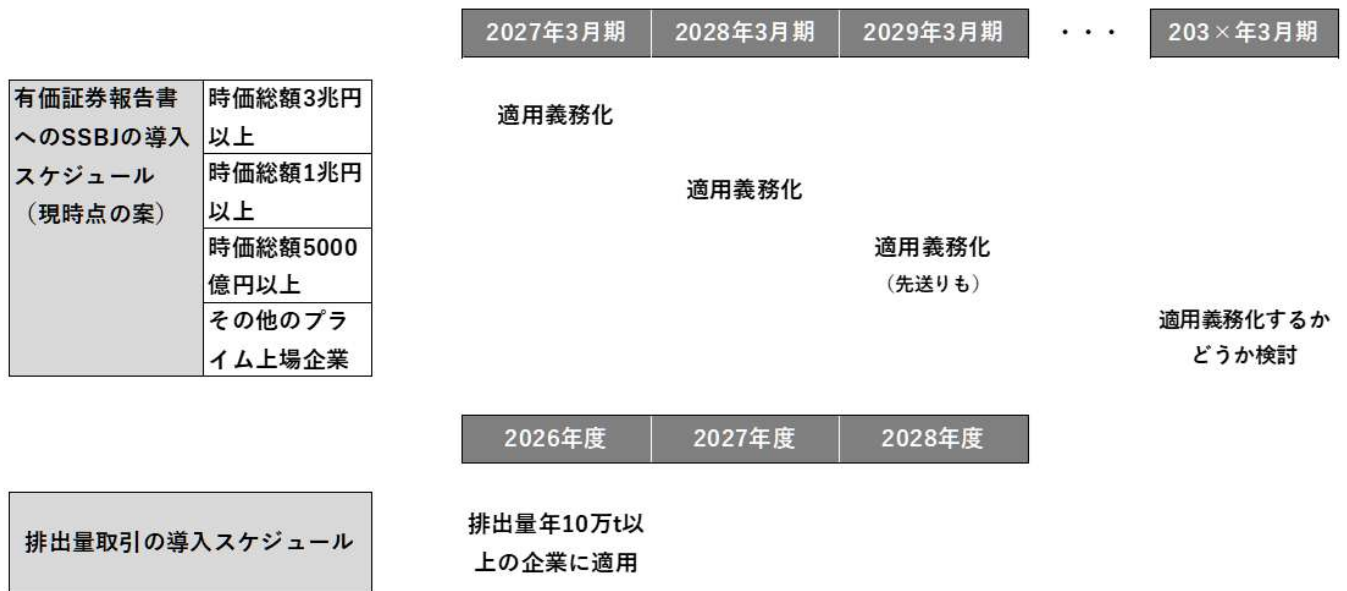 2027年3月期 2028年3月期 2029年3月期 ・・・ 203×年3月期
有価証券報告書
へのSSBJの導入
スケジュール
（現時点の案）
時価総額3兆円
以上
適用義務化
時価総額1兆円
以上
適用義務化
時価総額5000
億円以上
適用義務化
（先送りも）
その他のプラ
イム上場企業
適用義務化するか
どうか検討
2026年度 2027年度 2028年度
排出量取引の導入スケジュール
排出量年10万t以
上の企業に適用